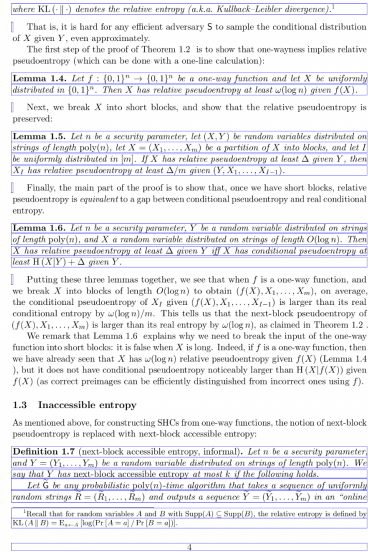 where KL (· ∥ ·) denotes the relative entropy (a.k.a. Kullback–Leibler divergence).¹
That is, it is hard for any efficient adversary S to sample the conditional distribution
of X given Y, even approximately.
The first step of the proof of Theorem 1.2 is to show that one-wayness implies relative
pseudoentropy (which can be done with a one-line calculation):
Lemma 1.4. Let f : {0, 1}ⁿ → {0, 1}ⁿ be a one-way function and let X be uniformly
distributed in {0, 1}ⁿ. Then X has relative pseudoentropy at least ω(log n) given f(X).
Next, we break X into short blocks, and show that the relative pseudoentropy is
preserved:
Lemma 1.5. Let n be a security parameter, let (X, Y) be random variables distributed on
strings of length poly(n), let X = (X₁, . . . , Xₘ) be a partition of X into blocks, and let I
be uniformly distributed in [m]. If X has relative pseudoentropy at least Δ given Y, then
X_I has relative pseudoentropy at least Δ/m given (Y, X₁, . . . , X_{I−1}).
Finally, the main part of the proof is to show that, once we have short blocks, relative
pseudoentropy is equivalent to a gap between conditional pseudoentropy and real conditional
entropy.
Lemma 1.6. Let n be a security parameter, Y be a random variable distributed on strings
of length poly(n), and X a random variable distributed on strings of length O(log n). Then
X has relative pseudoentropy at least Δ given Y iff X has conditional pseudoentropy at
least H (X|Y) + Δ given Y.
Putting these three lemmas together, we see that when f is a one-way function, and
we break X into blocks of length O(log n) to obtain (f(X), X₁, . . . , Xₘ), on average,
the conditional pseudoentropy of X_I given (f(X), X₁, . . . , X_{I−1}) is larger than its real
conditional entropy by ω(log n)/m. This tells us that the next-block pseudoentropy of
(f(X), X₁, . . . , Xₘ) is larger than its real entropy by ω(log n), as claimed in Theorem 1.2 .
We remark that Lemma 1.6 explains why we need to break the input of the one-way
function into short blocks: it is false when X is long. Indeed, if f is a one-way function, then
we have already seen that X has ω(log n) relative pseudoentropy given f(X) (Lemma 1.4
), but it does not have conditional pseudoentropy noticeably larger than H (X|f(X)) given
f(X) (as correct preimages can be efficiently distinguished from incorrect ones using f).
1.3 Inaccessible entropy
As mentioned above, for constructing SHCs from one-way functions, the notion of next-block
pseudoentropy is replaced with next-block accessible entropy:
Definition 1.7 (next-block accessible entropy, informal). Let n be a security parameter,
and Y = (Y₁, . . . , Yₘ) be a random variable distributed on strings of length poly(n). We
say that Y has next-block accessible entropy at most k if the following holds.
Let G̃ be any probabilistic poly(n)-time algorithm that takes a sequence of uniformly
random strings R̃ = (R̃₁, . . . , R̃ₘ) and outputs a sequence Ỹ = (Ỹ₁, . . . , Ỹₘ) in an “online
¹Recall that for random variables A and B with Supp(A) ⊆ Supp(B), the relative entropy is defined by
KL (A ∥ B) = E_{a←A} [log(Pr [A = a] / Pr [B = a])].
4